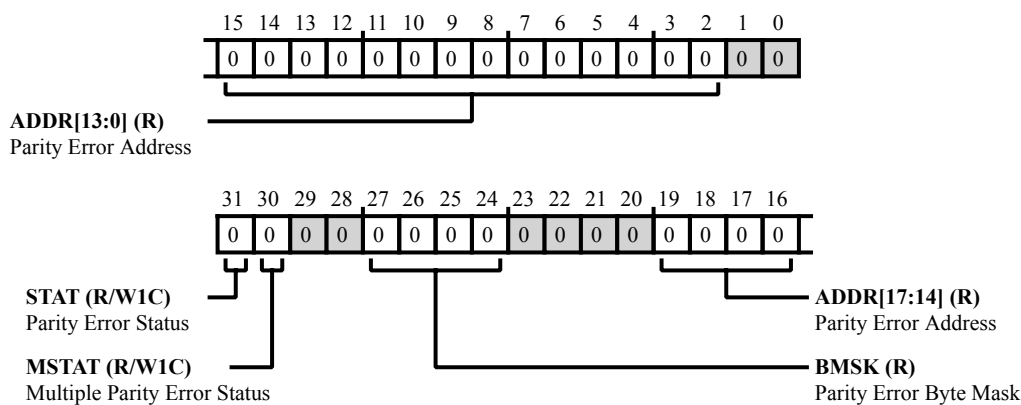 15 14 13 12 11 10 9 8 7 6 5 4 3 2 1 0
0 0 0 0 0 0 0 0 0 0 0 0 0 0 0 0
ADDR[13:0] (R)
Parity Error Address
31 30 29 28 27 26 25 24 23 22 21 20 19 18 17 16
0 0 0 0 0 0 0 0 0 0 0 0 0 0 0 0
STAT (R/W1C)
Parity Error Status
ADDR[17:14] (R)
Parity Error Address
MSTAT (R/W1C)
Multiple Parity Error Status
BMSK (R)
Parity Error Byte Mask